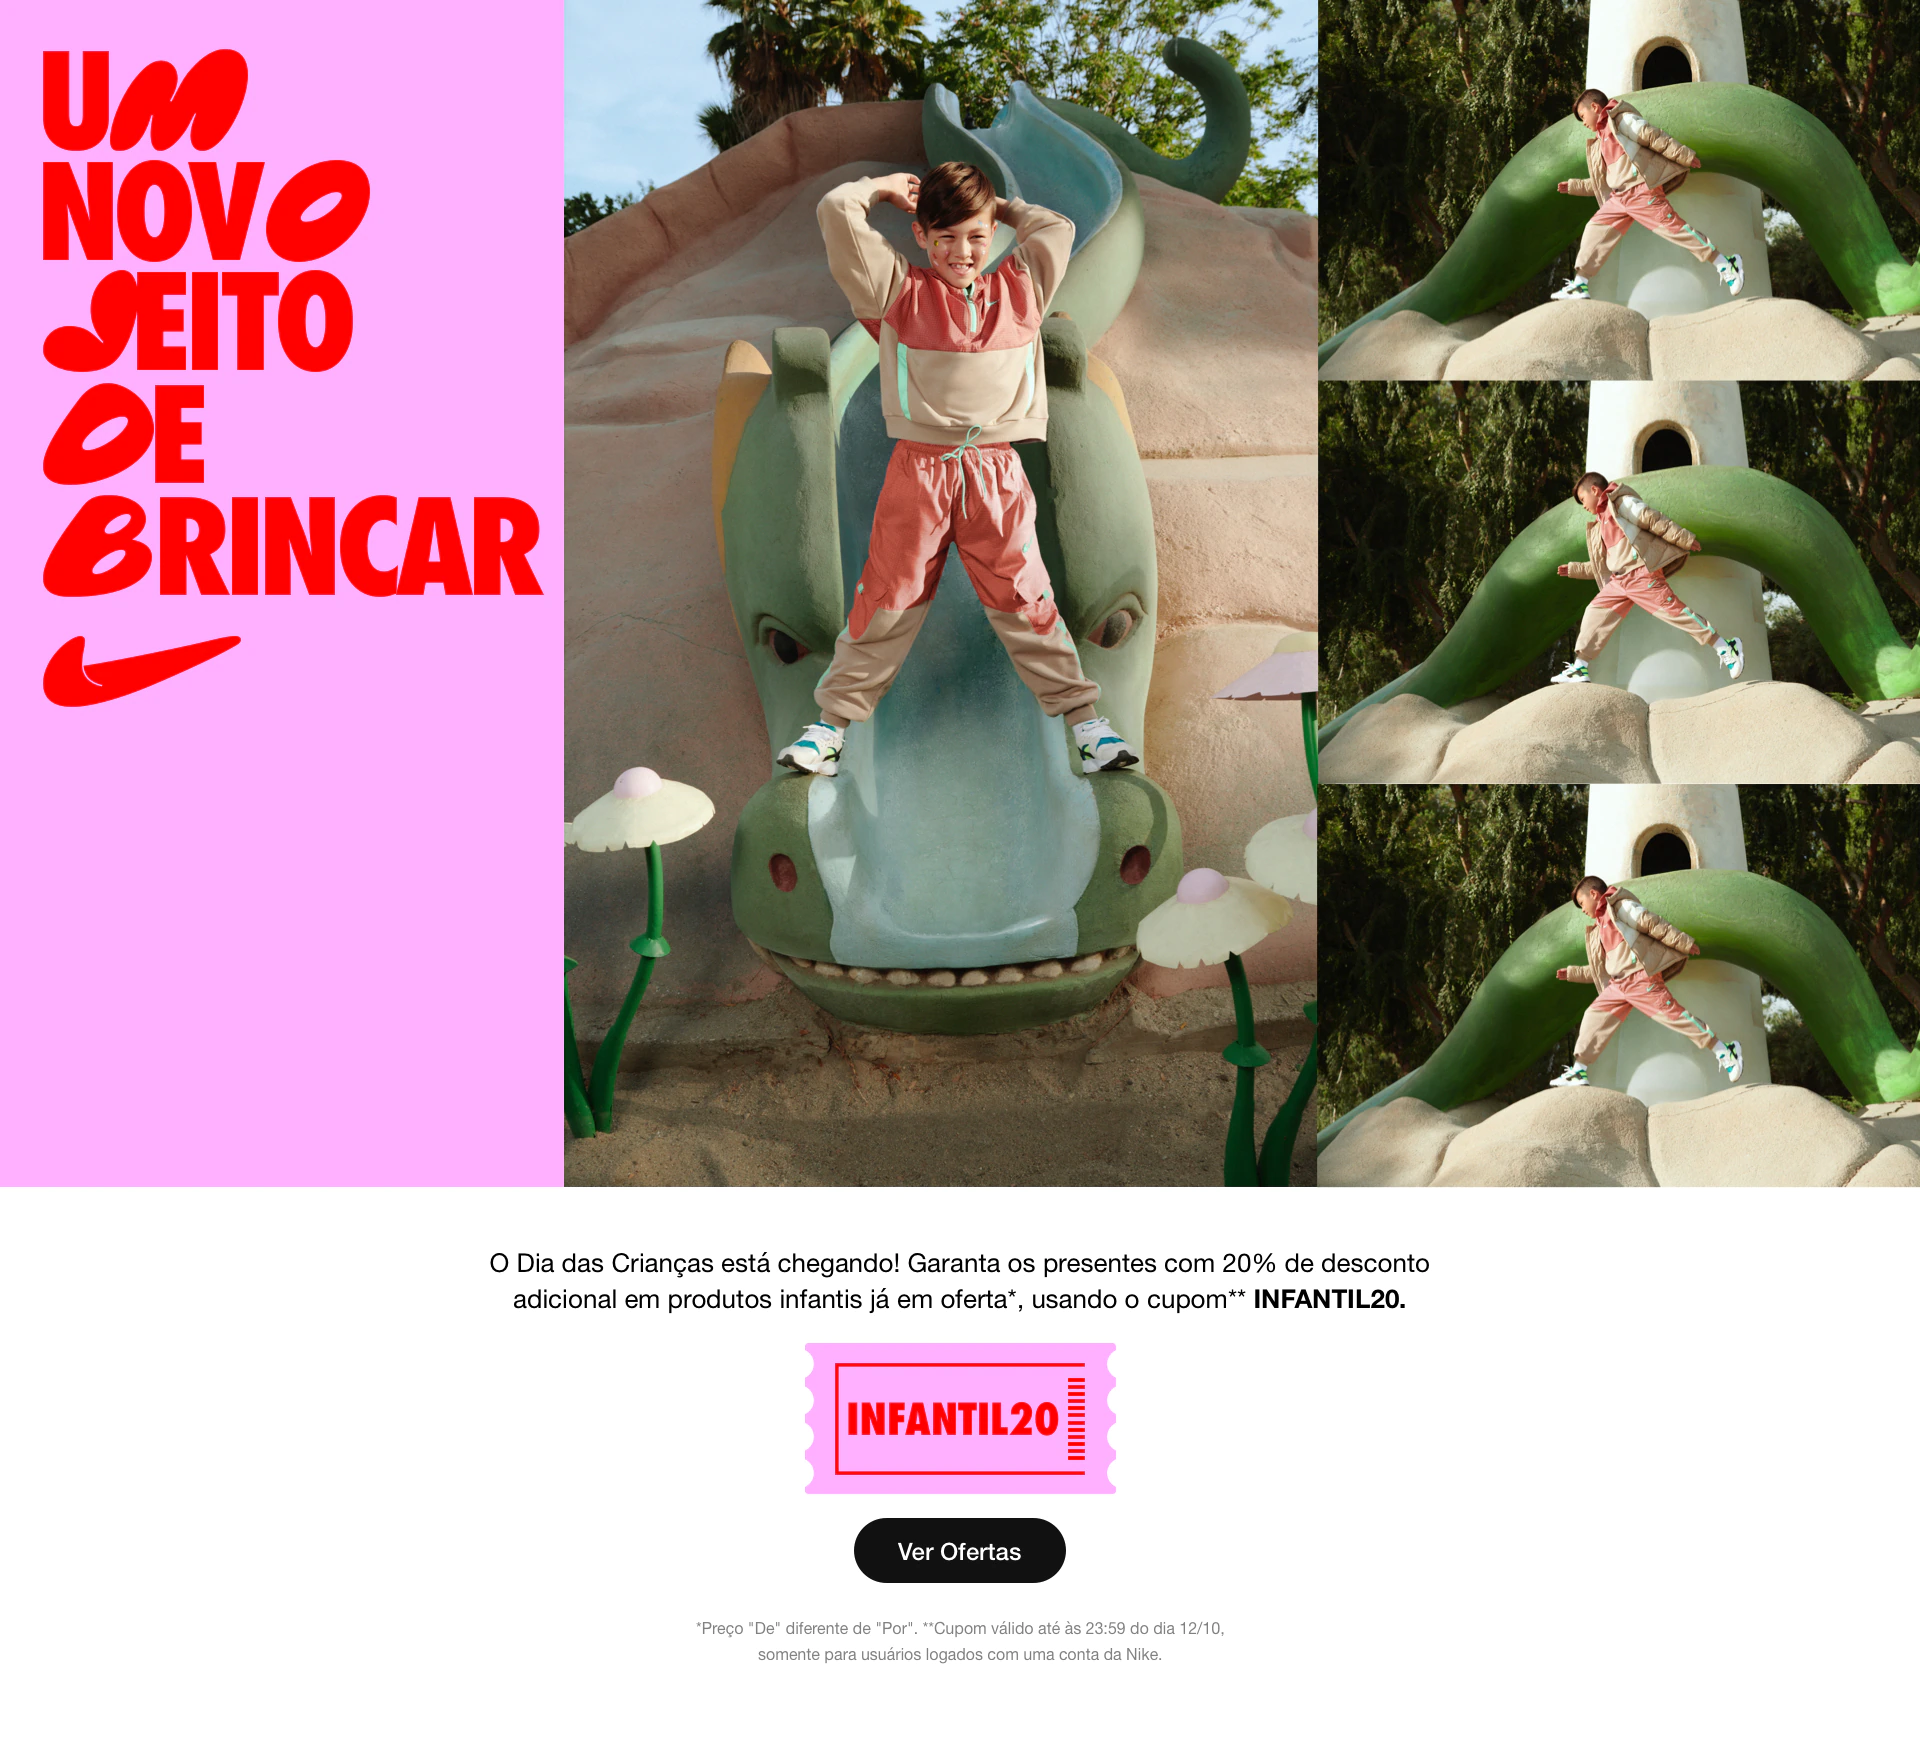 UM
NOVO
JEITO
DE
BRINCAR
O Dia das Crianças está chegando! Garanta os presentes com 20% de desconto
adicional em produtos infantis já em oferta*, usando o cupom** INFANTIL20.
INFANTIL20
Ver Ofertas
*Preço "De" diferente de "Por". **Cupom válido até às 23:59 do dia 12/10,
somente para usuários logados com uma conta da Nike.